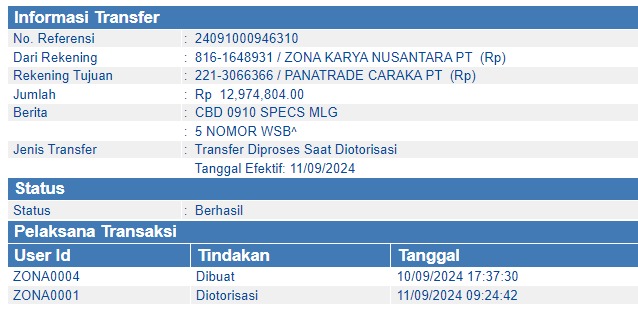 Informasi Transfer
No. Referensi : 24091000946310
Dari Rekening : 816-1648931 / ZONA KARYA NUSANTARA PT (Rp)
Rekening Tujuan : 221-3066366 / PANATRADE CARAKA PT (Rp)
Jumlah : Rp 12,974,804.00
Berita : CBD 0910 SPECS MLG
: 5 NOMOR WSB^
Jenis Transfer : Transfer Diproses Saat Diotorisasi
Tanggal Efektif: 11/09/2024
Status
Status : Berhasil
Pelaksana Transaksi
User Id Tindakan Tanggal
ZONA0004 Dibuat 10/09/2024 17:37:30
ZONA0001 Diotorisasi 11/09/2024 09:24:42